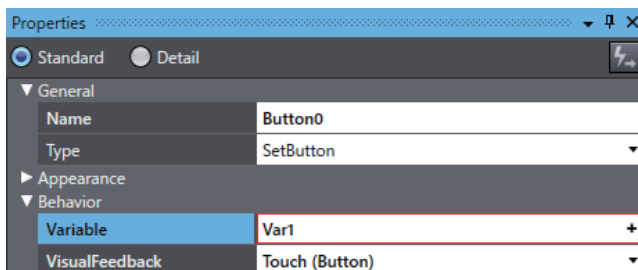 Properties
Standard Detail
General
Name Button0
Type SetButton
Appearance
Behavior
Variable Var1
VisualFeedback Touch (Button)